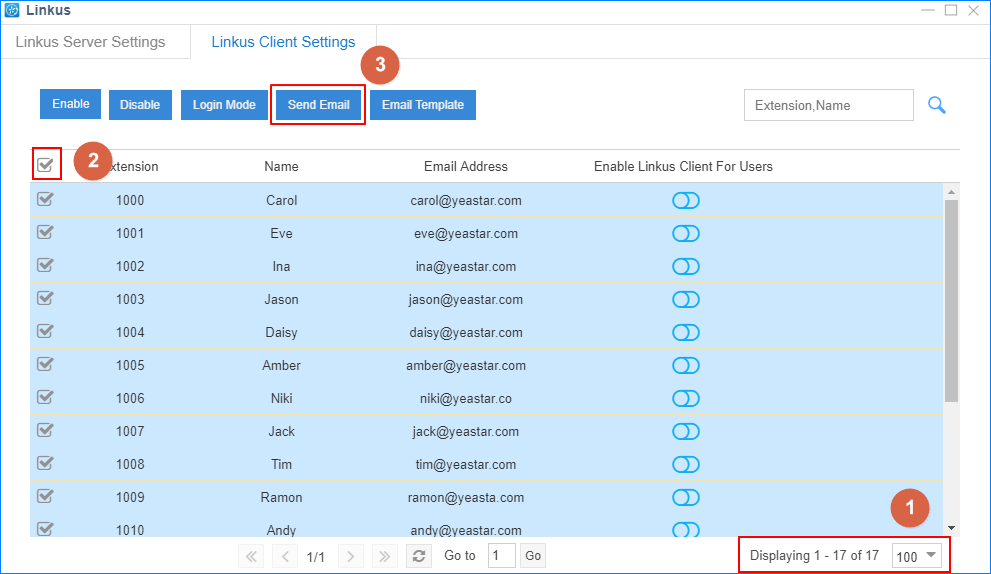 Linkus
Linkus Server Settings Linkus Client Settings
3
Enable Disable Login Mode Send Email Email Template Extension,Name
2 xtension Name Email Address Enable Linkus Client For Users
1000 Carol carol@yeastar.com
1001 Eve eve@yeastar.com
1002 Ina ina@yeastar.com
1003 Jason jason@yeastar.com
1004 Daisy daisy@yeastar.com
1005 Amber amber@yeastar.com
1006 Niki niki@yeastar.co
1007 Jack jack@yeastar.com
1008 Tim tim@yeastar.com
1009 Ramon ramon@yeasta.com
1
1010 Andy andy@yeastar.com
1/1 Go to 1 Go Displaying 1 - 17 of 17 100